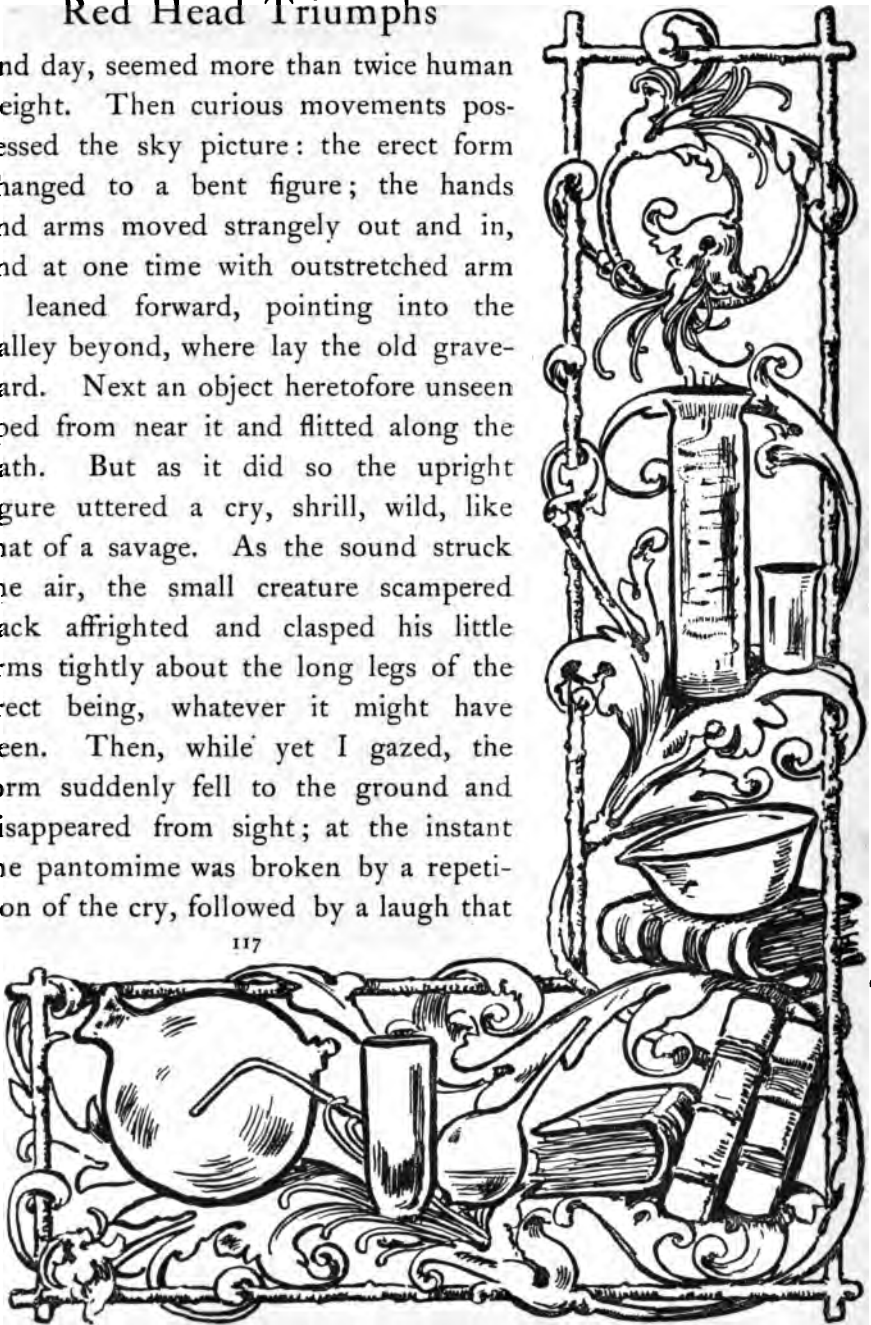 Red Head Triumphs
nd day, seemed more than twice human
eight. Then curious movements pos-
essed the sky picture: the erect form
hanged to a bent figure; the hands
nd arms moved strangely out and in,
nd at one time with outstretched arm
leaned forward, pointing into the
alley beyond, where lay the old grave-
ard. Next an object heretofore unseen
ped from near it and flitted along the
ath. But as it did so the upright
gure uttered a cry, shrill, wild, like
hat of a savage. As the sound struck
he air, the small creature scampered
ack affrighted and clasped his little
rms tightly about the long legs of the
rect being, whatever it might have
een. Then, while yet I gazed, the
orm suddenly fell to the ground and
isappeared from sight; at the instant
he pantomime was broken by a repeti-
on of the cry, followed by a laugh that
117